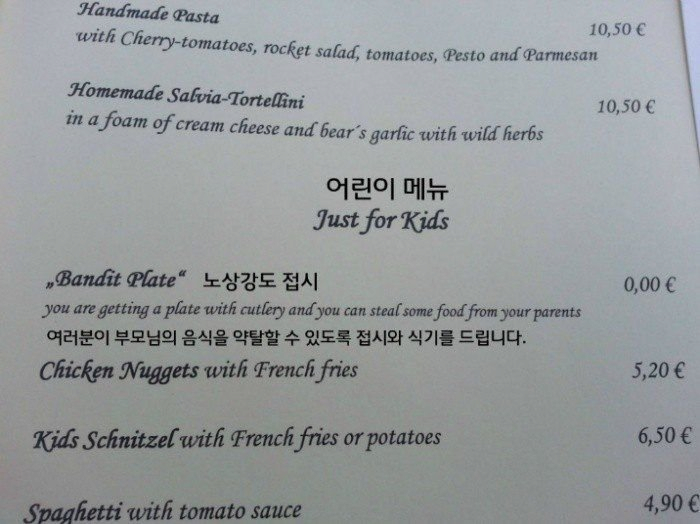 Handmade Pasta 10,50 €
with Cherry-tomatoes, rocket salad, tomatoes, Pesto and Parmesan
Homemade Salvia-Tortellini 10,50 €
in a foam of cream cheese and bear´s garlic with wild herbs
어린이 메뉴
Just for Kids
„Bandit Plate“ 노상강도 접시 0,00 €
you are getting a plate with cutlery and you can steal some food from your parents
여러분이 부모님의 음식을 약탈할 수 있도록 접시와 식기를 드립니다.
Chicken Nuggets with French fries 5,20 €
Kids Schnitzel with French fries or potatoes 6,50 €
Spaghetti with tomato sauce 4,90 €